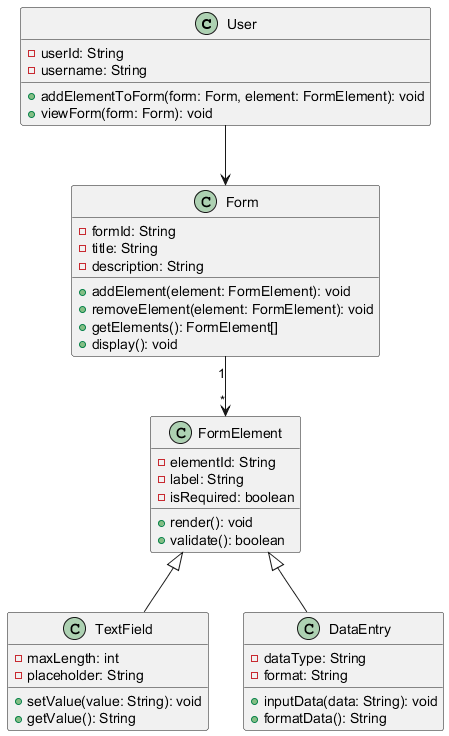 C User
userId: String
username: String
addElementToForm(form: Form, element: FormElement): void
viewForm(form: Form): void
C Form
formId: String
title: String
description: String
addElement(element: FormElement): void
removeElement(element: FormElement): void
getElements(): FormElement[]
display(): void
1
*
C FormElement
elementId: String
label: String
isRequired: boolean
render(): void
validate(): boolean
C TextField
maxLength: int
placeholder: String
setValue(value: String): void
getValue(): String
C DataEntry
dataType: String
format: String
inputData(data: String): void
formatData(): String